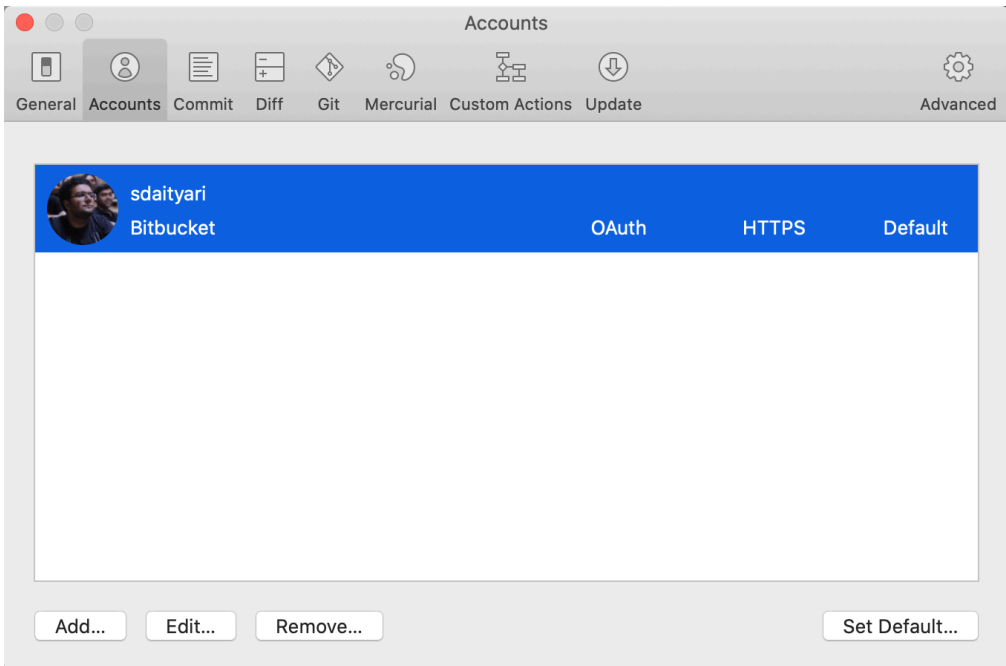 Accounts
General Accounts Commit Diff Git Mercurial Custom Actions Update Advanced
sdaityari
Bitbucket OAuth HTTPS Default
Add... Edit... Remove... Set Default...